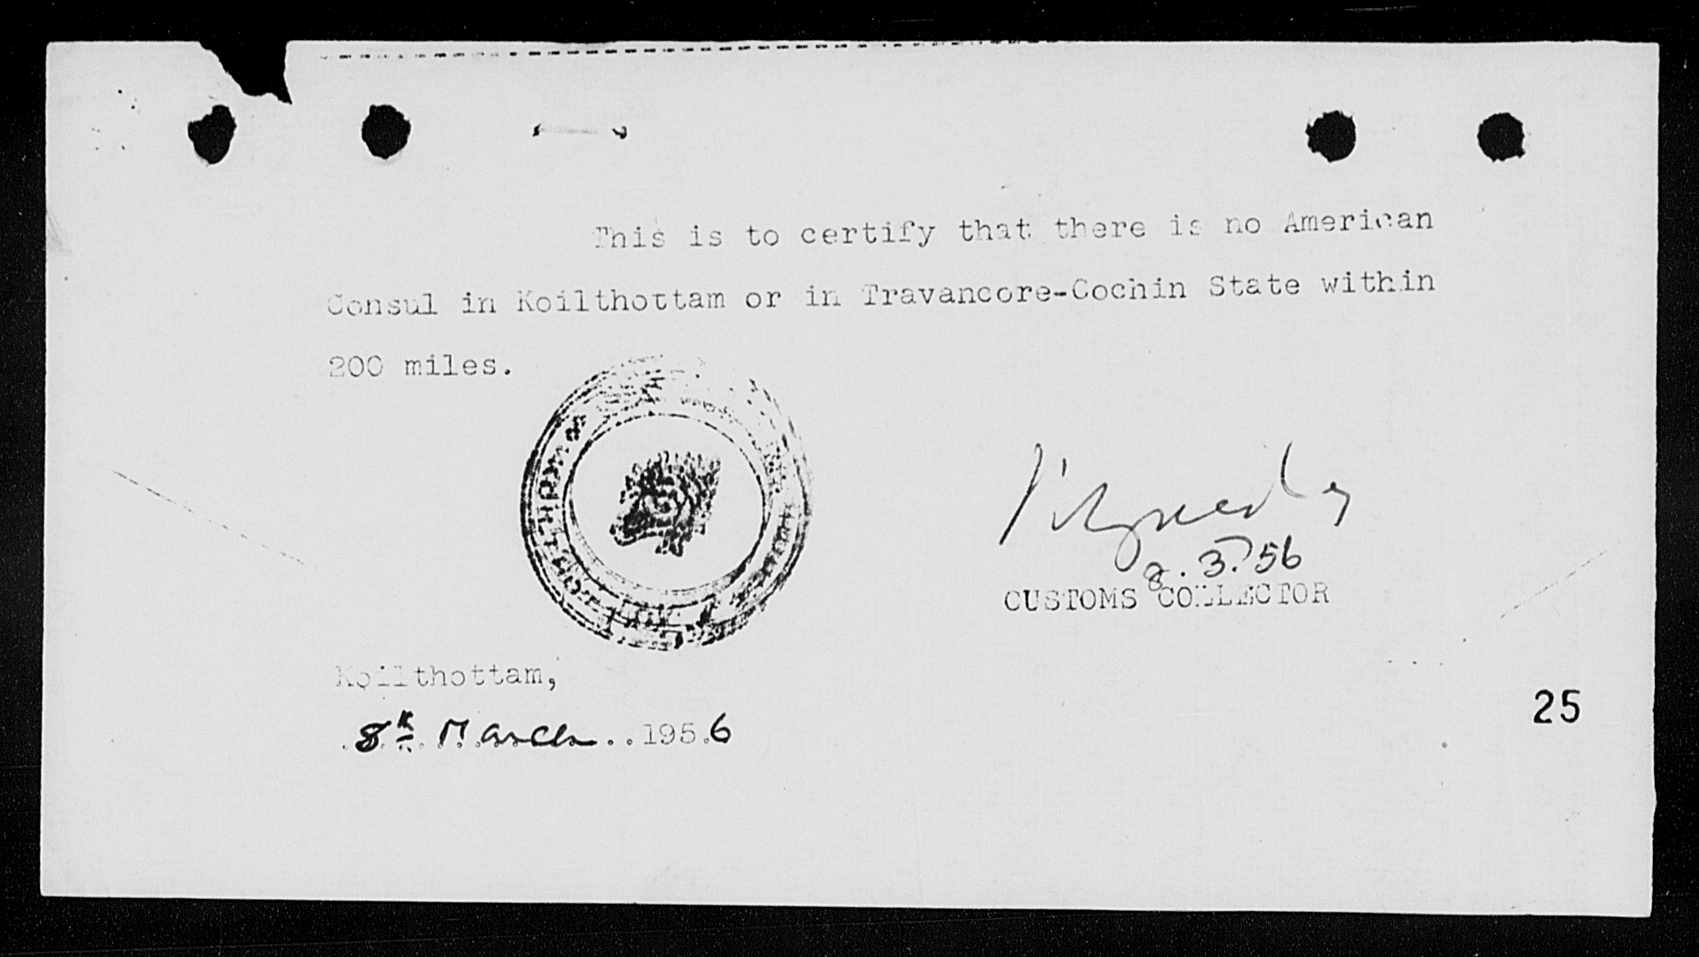 This is to certify that there is no American
Consul in Koilthottam or in Travancore-Cochin State within
200 miles.
8.3.56
CUSTOMS COLLECTOR
Koilthottam,
8th March 1956
25